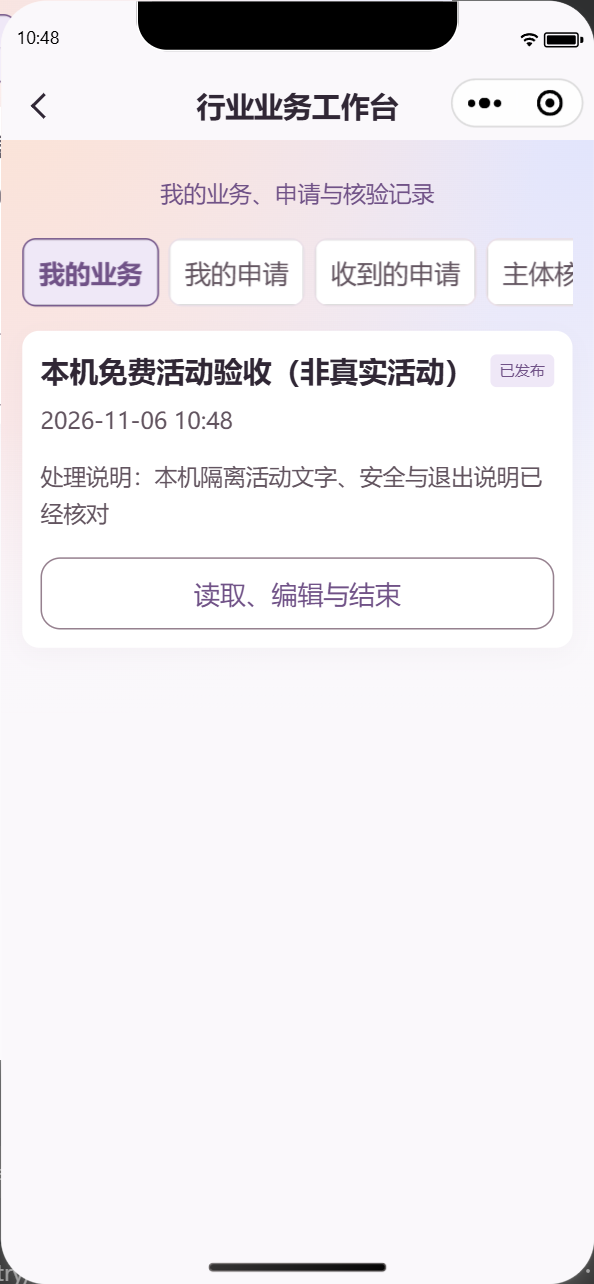 10:48
行业业务工作台
我的业务、申请与核验记录
我的业务 我的申请 收到的申请 主体核
本机免费活动验收（非真实活动） 已发布
2026-11-06 10:48
处理说明：本机隔离活动文字、安全与退出说明已
经核对
读取、编辑与结束